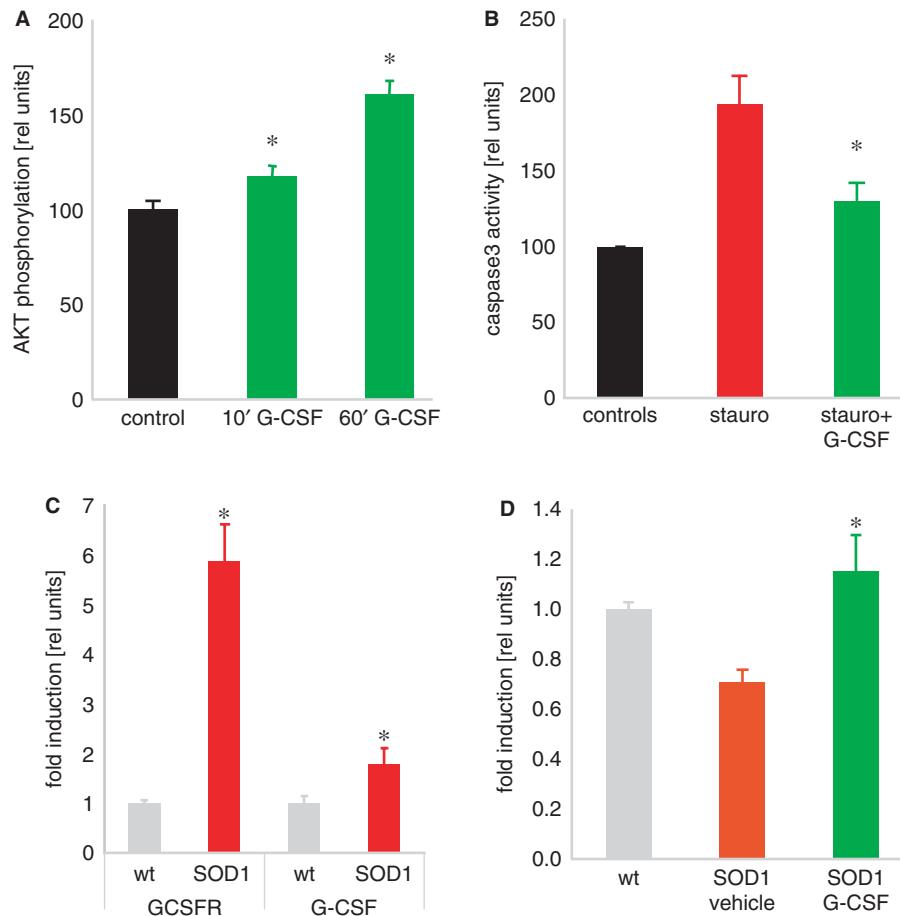 A
AKT phosphorylation [rel units]
200
150
100
50
0
*
*
control
10′ G-CSF
60′ G-CSF
B
caspase3 activity [rel units]
250
200
150
100
50
0
*
controls
stauro
stauro+
G-CSF
C
fold induction [rel units]
7
6
5
4
3
2
1
0
*
*
wt
SOD1
wt
SOD1
GCSFR
G-CSF
D
fold induction [rel units]
1.4
1.2
1.0
0.8
0.6
0.4
0.2
0.0
*
wt
SOD1
vehicle
SOD1
G-CSF